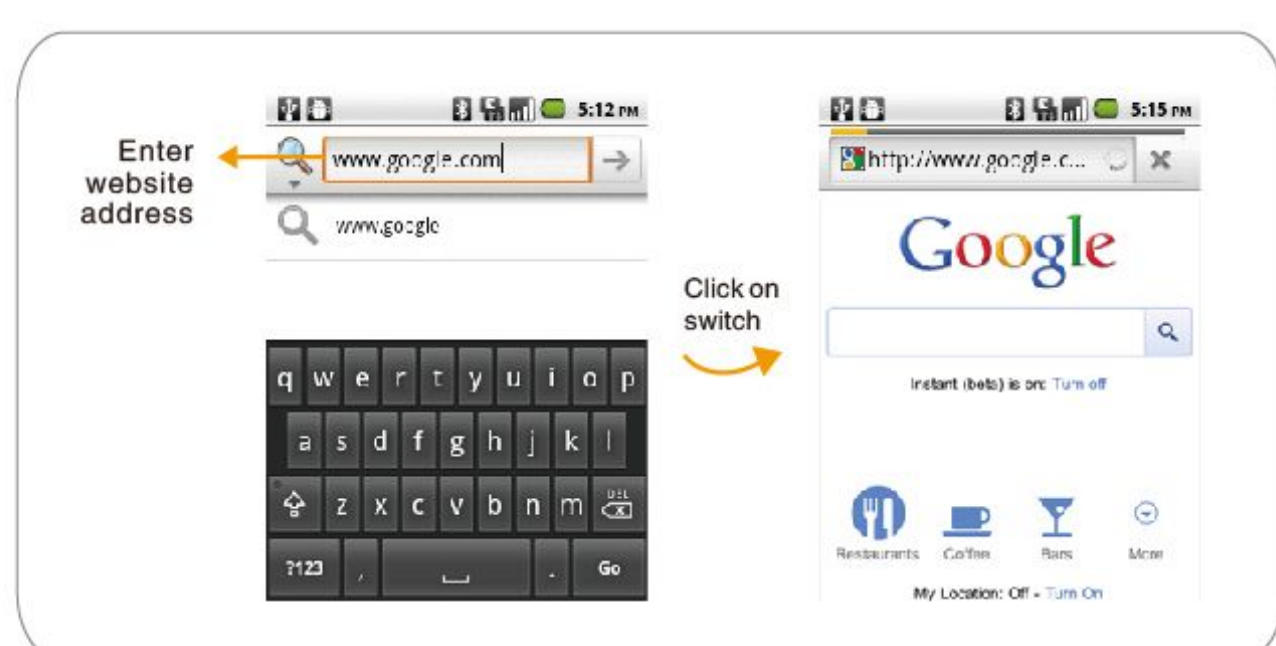 5:12 PM
Enter
website
address
www.google.com
www.google
q w e r t y u i o p
a s d f g h j k l
z x c v b n m DEL
?123 , . Go
Click on
switch
5:15 PM
http://www.google.c...
Google
Instant (beta) is on: Turn off
Restaurants Coffee Bars More
My Location: Off - Turn On